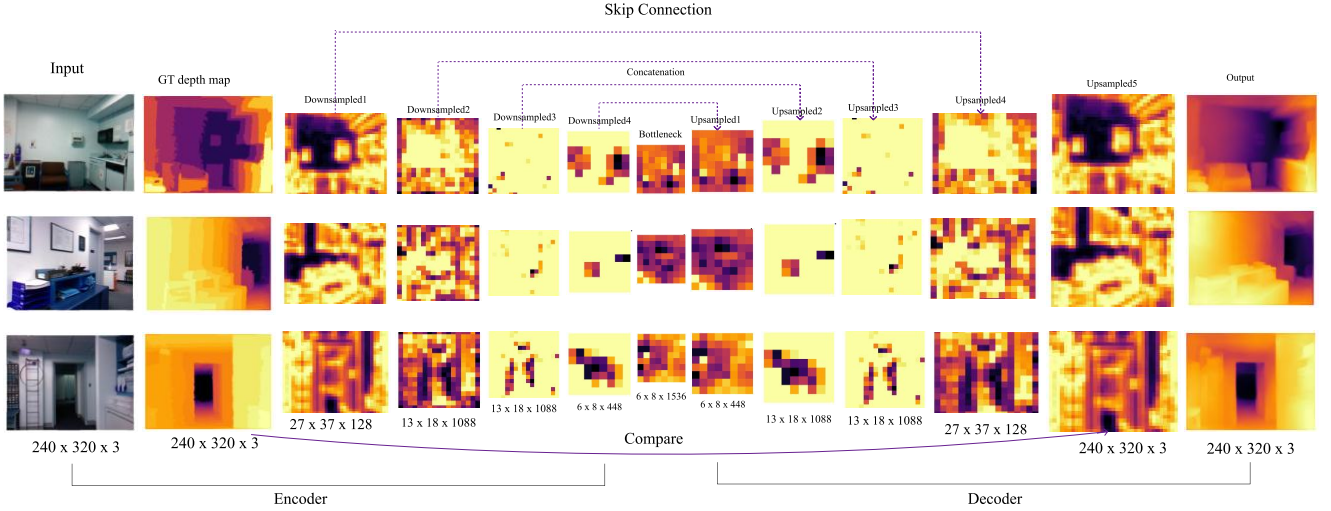 Skip Connection
Input
GT depth map
Concatenation
Downsampled1
Downsampled2
Downsampled3
Downsampled4
Bottleneck
Upsampled1
Upsampled2
Upsampled3
Upsampled4
Upsampled5
Output
240 x 320 x 3
240 x 320 x 3
27 x 37 x 128
13 x 18 x 1088
13 x 18 x 1088
6 x 8 x 448
6 x 8 x 1536
6 x 8 x 448
13 x 18 x 1088
13 x 18 x 1088
27 x 37 x 128
240 x 320 x 3
240 x 320 x 3
Compare
Encoder
Decoder